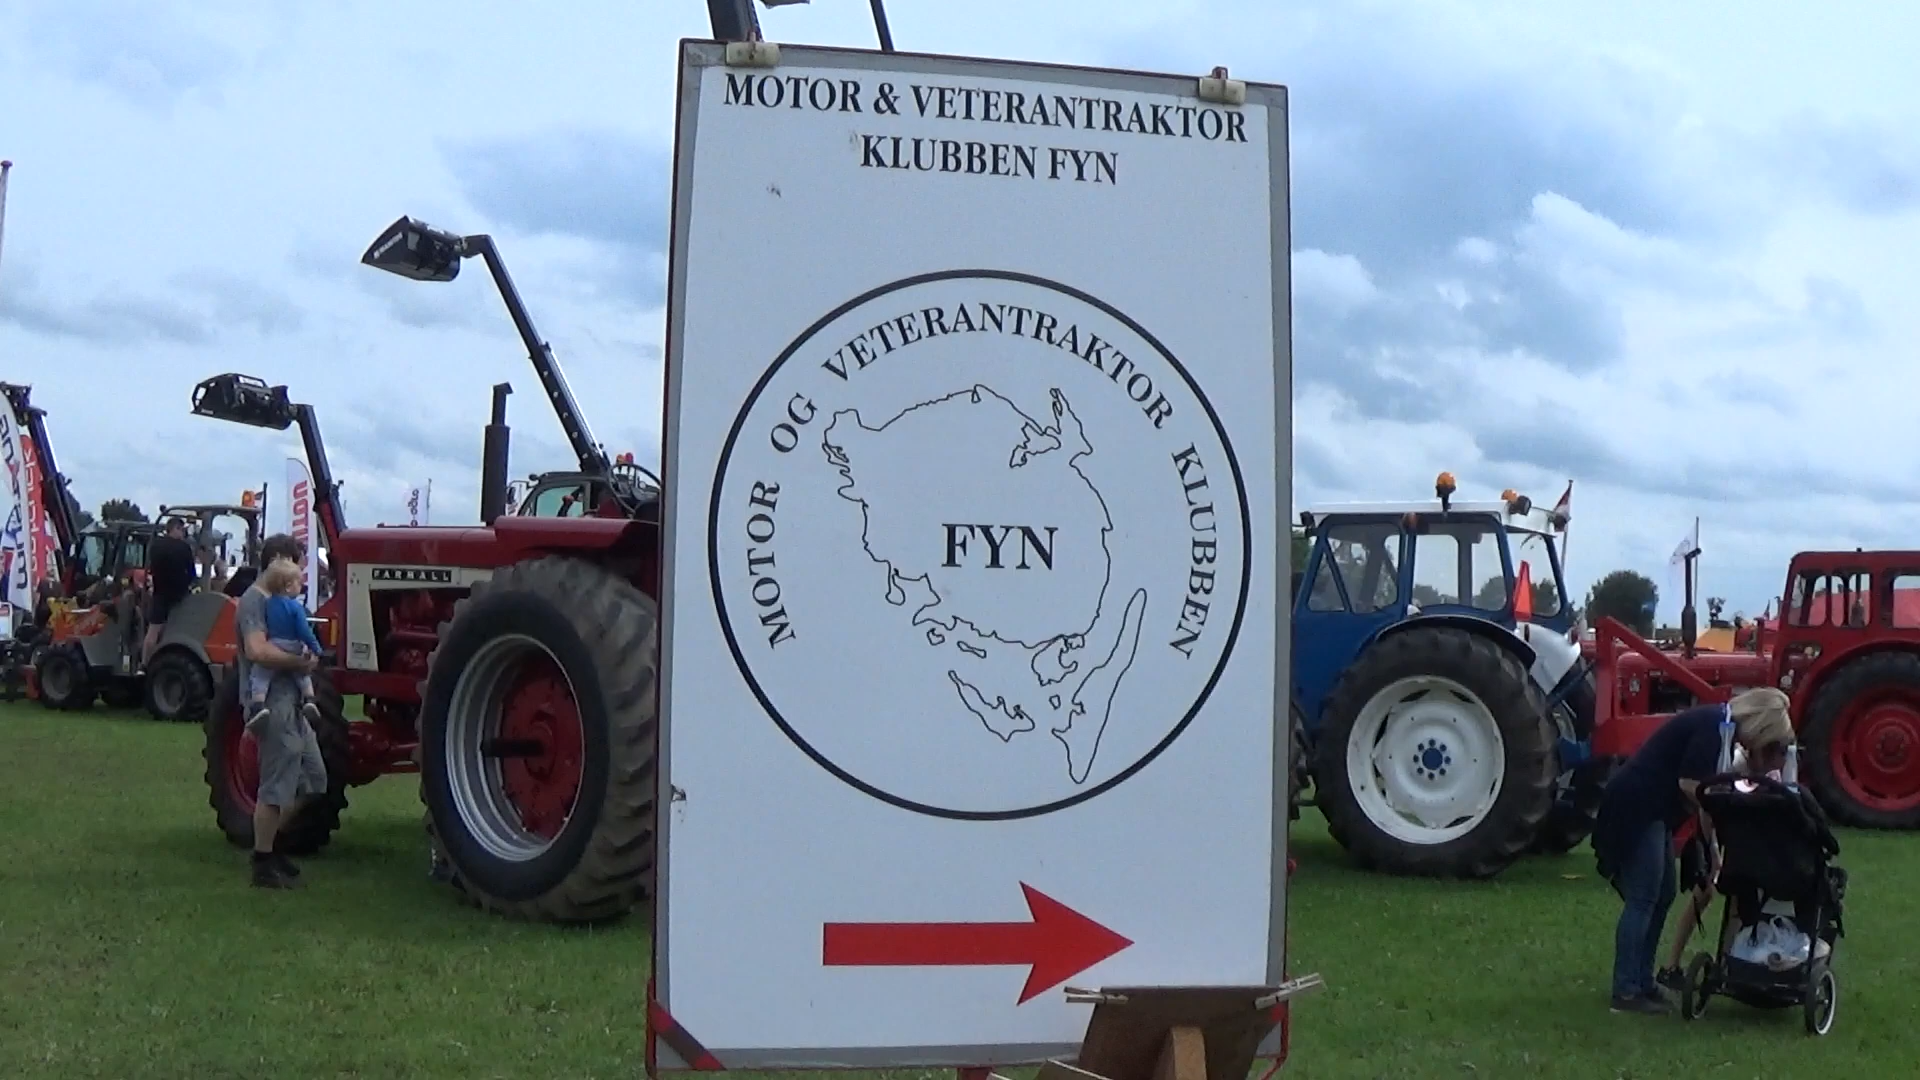 MOTOR & VETERANTRAKTOR
KLUBBEN FYN
MOTOR OG VETERANTRAKTOR KLUBBEN
FYN
FARMALL